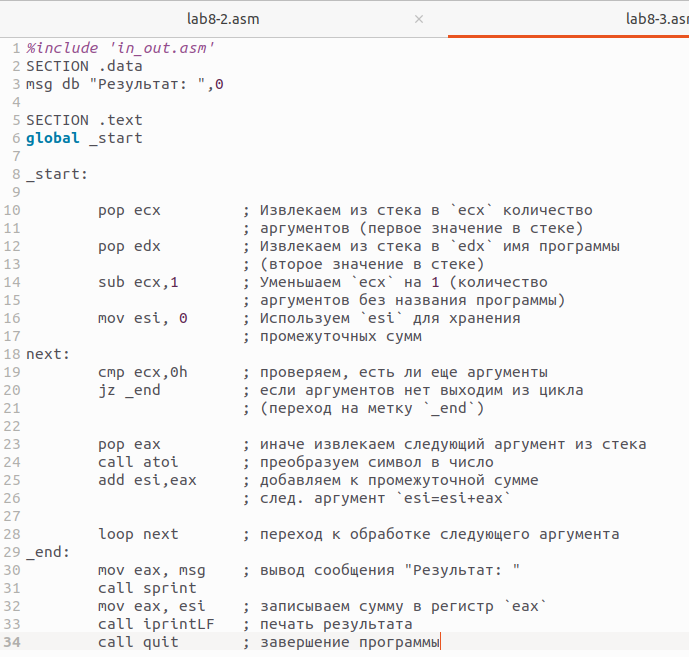 lab8-2.asm × lab8-3.asm
1 %include 'in_out.asm'
2 SECTION .data
3 msg db "Результат: ",0
4
5 SECTION .text
6 global _start
7
8 _start:
9
10 pop ecx ; Извлекаем из стека в `ecx` количество
11 ; аргументов (первое значение в стеке)
12 pop edx ; Извлекаем из стека в `edx` имя программы
13 ; (второе значение в стеке)
14 sub ecx,1 ; Уменьшаем `ecx` на 1 (количество
15 ; аргументов без названия программы)
16 mov esi, 0 ; Используем `esi` для хранения
17 ; промежуточных сумм
18 next:
19 cmp ecx,0h ; проверяем, есть ли еще аргументы
20 jz _end ; если аргументов нет выходим из цикла
21 ; (переход на метку `_end`)
22
23 pop eax ; иначе извлекаем следующий аргумент из стека
24 call atoi ; преобразуем символ в число
25 add esi,eax ; добавляем к промежуточной сумме
26 ; след. аргумент `esi=esi+eax`
27
28 loop next ; переход к обработке следующего аргумента
29 _end:
30 mov eax, msg ; вывод сообщения "Результат: "
31 call sprint
32 mov eax, esi ; записываем сумму в регистр `eax`
33 call iprintLF ; печать результата
34 call quit ; завершение программы